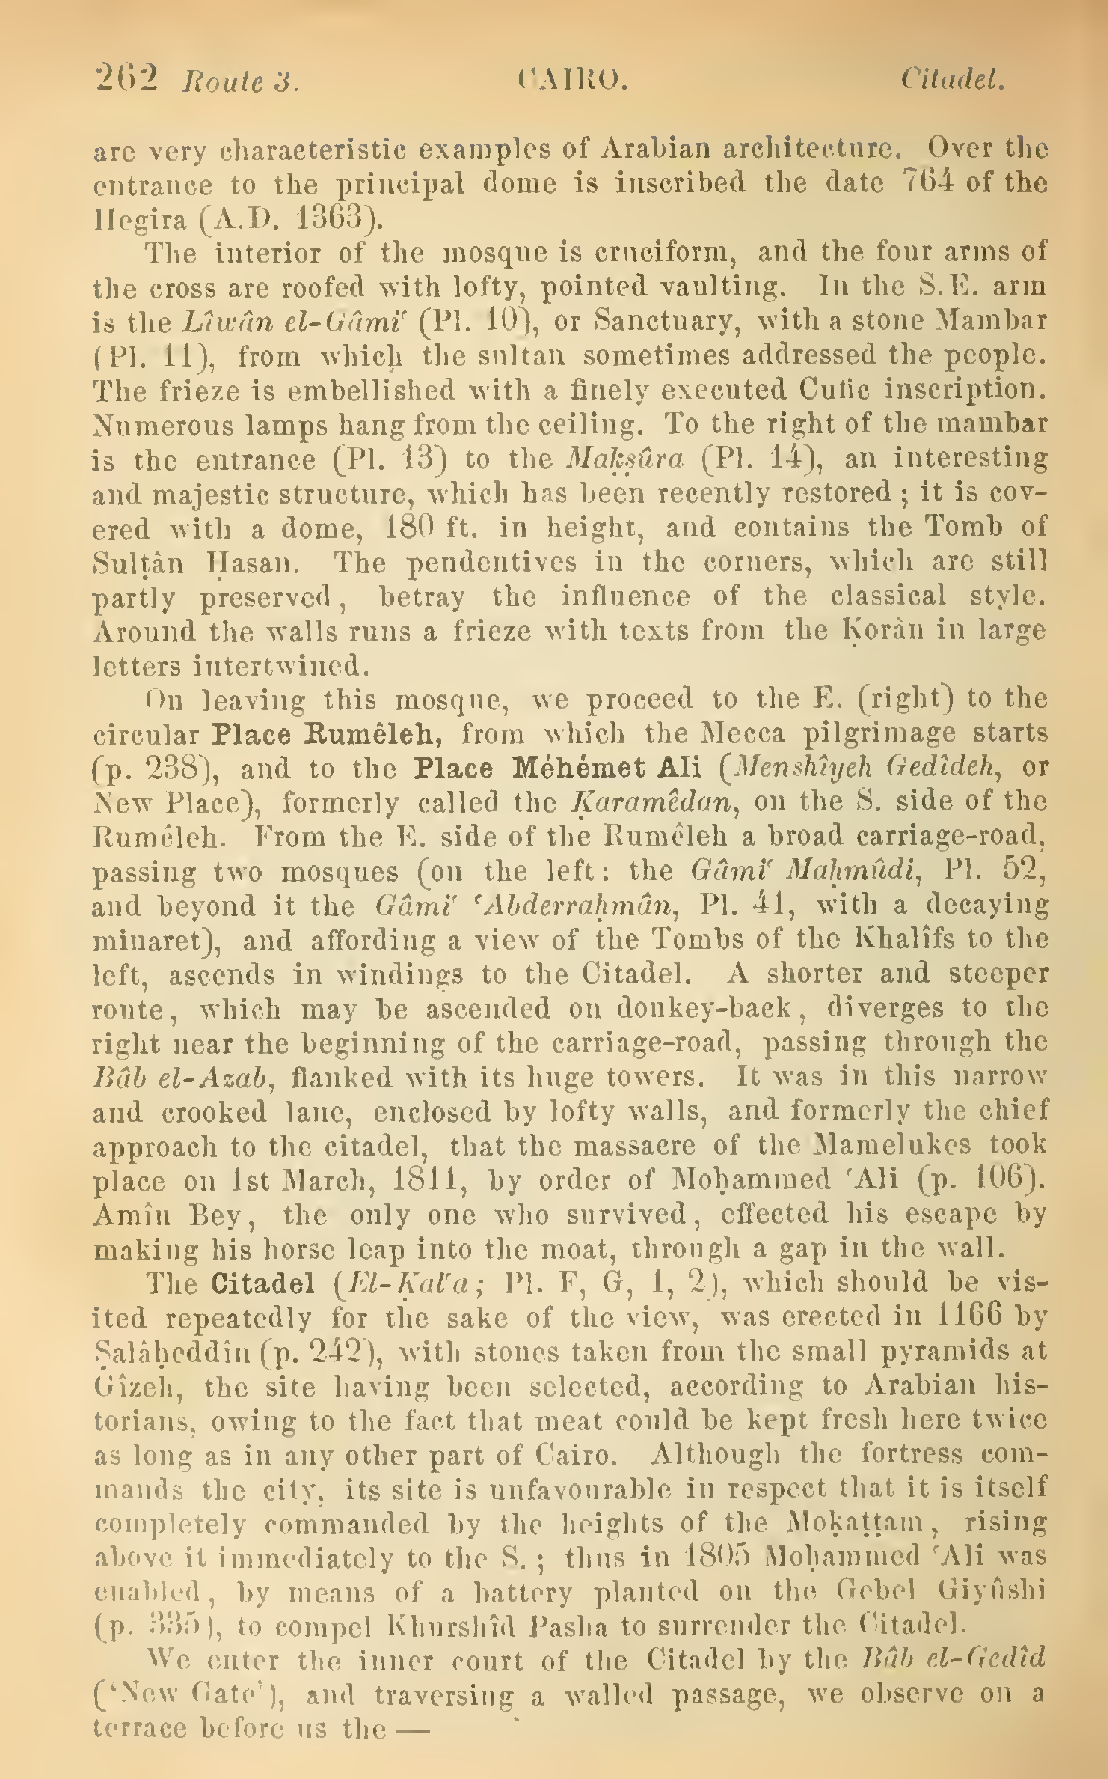 262 Route 3. CAIRO. Citadel.
are very characteristic examples of Arabian architecture. Over the
entrance to the principal dome is inscribed the date 764 of the
Hegira (A.D. 1363).
The interior of the mosque is cruciform, and the four arms of
the cross are roofed with lofty, pointed vaulting. In the S.E. arm
is the Lîwân el-Gâmiʿ (Pl. 10), or Sanctuary, with a stone Mambar
(Pl. 11), from which the sultan sometimes addressed the people.
The frieze is embellished with a finely executed Cufic inscription.
Numerous lamps hang from the ceiling. To the right of the mambar
is the entrance (Pl. 13) to the Maḳṣûra (Pl. 14), an interesting
and majestic structure, which has been recently restored; it is cov-
ered with a dome, 180 ft. in height, and contains the Tomb of
Sulṭân Ḥasan. The pendentives in the corners, which are still
partly preserved, betray the influence of the classical style.
Around the walls runs a frieze with texts from the Ḳorân in large
letters intertwined.
On leaving this mosque, we proceed to the E. (right) to the
circular Place Rumêleh, from which the Mecca pilgrimage starts
(p. 238), and to the Place Méhémet Ali (Menshîyeh Gedîdeh, or
New Place), formerly called the Ḳaramêdan, on the S. side of the
Rumêleh. From the E. side of the Rumêleh a broad carriage-road,
passing two mosques (on the left: the Gâmiʿ Maḥmûdi, Pl. 52,
and beyond it the Gâmiʿ ʿAbderraḥmân, Pl. 41, with a decaying
minaret), and affording a view of the Tombs of the Khalîfs to the
left, ascends in windings to the Citadel. A shorter and steeper
route, which may be ascended on donkey-back, diverges to the
right near the beginning of the carriage-road, passing through the
Bâb el-Azab, flanked with its huge towers. It was in this narrow
and crooked lane, enclosed by lofty walls, and formerly the chief
approach to the citadel, that the massacre of the Mamelukes took
place on 1st March, 1811, by order of Moḥammed ʿAli (p. 106).
Amîn Bey, the only one who survived, effected his escape by
making his horse leap into the moat, through a gap in the wall.
The Citadel (El-Ḳalʿa; Pl. F, G, 1, 2), which should be vis-
ited repeatedly for the sake of the view, was erected in 1166 by
Ṣalâḥeddîn (p. 242), with stones taken from the small pyramids at
Gîzeh, the site having been selected, according to Arabian his-
torians, owing to the fact that meat could be kept fresh here twice
as long as in any other part of Cairo. Although the fortress com-
mands the city, its site is unfavourable in respect that it is itself
completely commanded by the heights of the Moḳaṭṭam, rising
above it immediately to the S.; thus in 1805 Moḥammed ʿAli was
enabled, by means of a battery planted on the Gebel Giyûshi
(p. 335), to compel Khurshîd Pasha to surrender the Citadel.
We enter the inner court of the Citadel by the Bâb el-Gedîd
('New Gate'), and traversing a walled passage, we observe on a
terrace before us the —